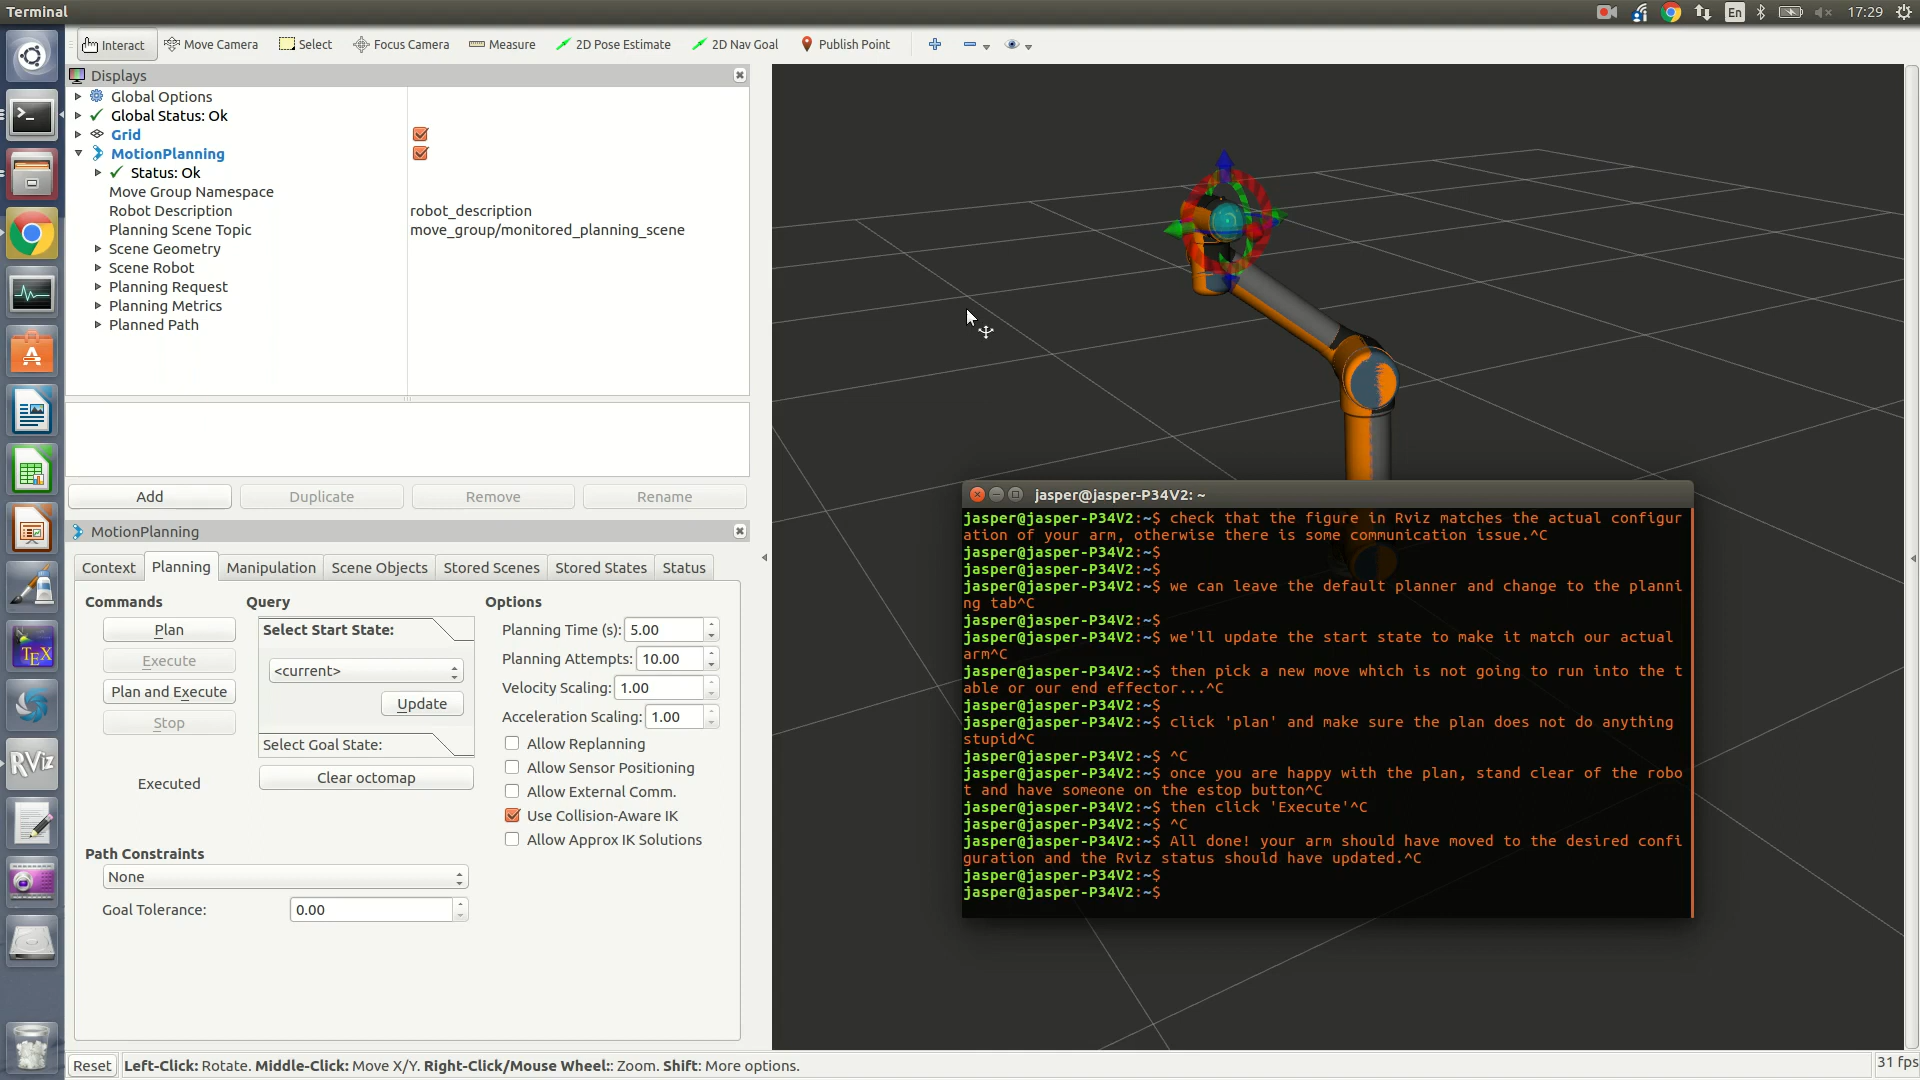 Terminal
En
17:29
Interact
Move Camera
Select
Focus Camera
Measure
2D Pose Estimate
2D Nav Goal
Publish Point
Displays
Global Options
Global Status: Ok
Grid
MotionPlanning
Status: Ok
Move Group Namespace
Robot Description robot_description
Planning Scene Topic move_group/monitored_planning_scene
Scene Geometry
Scene Robot
Planning Request
Planning Metrics
Planned Path
Add
Duplicate
Remove
Rename
MotionPlanning
Context
Planning
Manipulation
Scene Objects
Stored Scenes
Stored States
Status
Commands
Plan
Execute
Plan and Execute
Stop
Executed
Query
Select Start State:
<current>
Update
Select Goal State:
Clear octomap
Options
Planning Time (s): 5.00
Planning Attempts: 10.00
Velocity Scaling: 1.00
Acceleration Scaling: 1.00
Allow Replanning
Allow Sensor Positioning
Allow External Comm.
Use Collision-Aware IK
Allow Approx IK Solutions
Path Constraints
None
Goal Tolerance: 0.00
jasper@jasper-P34V2: ~
jasper@jasper-P34V2:~$ check that the figure in Rviz matches the actual configur
ation of your arm, otherwise there is some communication issue.^C
jasper@jasper-P34V2:~$
jasper@jasper-P34V2:~$
jasper@jasper-P34V2:~$ we can leave the default planner and change to the planni
ng tab^C
jasper@jasper-P34V2:~$
jasper@jasper-P34V2:~$ we'll update the start state to make it match our actual
arm^C
jasper@jasper-P34V2:~$ then pick a new move which is not going to run into the t
able or our end effector...^C
jasper@jasper-P34V2:~$
jasper@jasper-P34V2:~$ click 'plan' and make sure the plan does not do anything
stupid^C
jasper@jasper-P34V2:~$ ^C
jasper@jasper-P34V2:~$ once you are happy with the plan, stand clear of the robo
t and have someone on the estop button^C
jasper@jasper-P34V2:~$ then click 'Execute'^C
jasper@jasper-P34V2:~$ ^C
jasper@jasper-P34V2:~$ All done! your arm should have moved to the desired confi
guration and the Rviz status should have updated.^C
jasper@jasper-P34V2:~$
jasper@jasper-P34V2:~$
TEX
RViz
Reset
Left-Click: Rotate. Middle-Click: Move X/Y. Right-Click/Mouse Wheel:: Zoom. Shift: More options.
31 fps